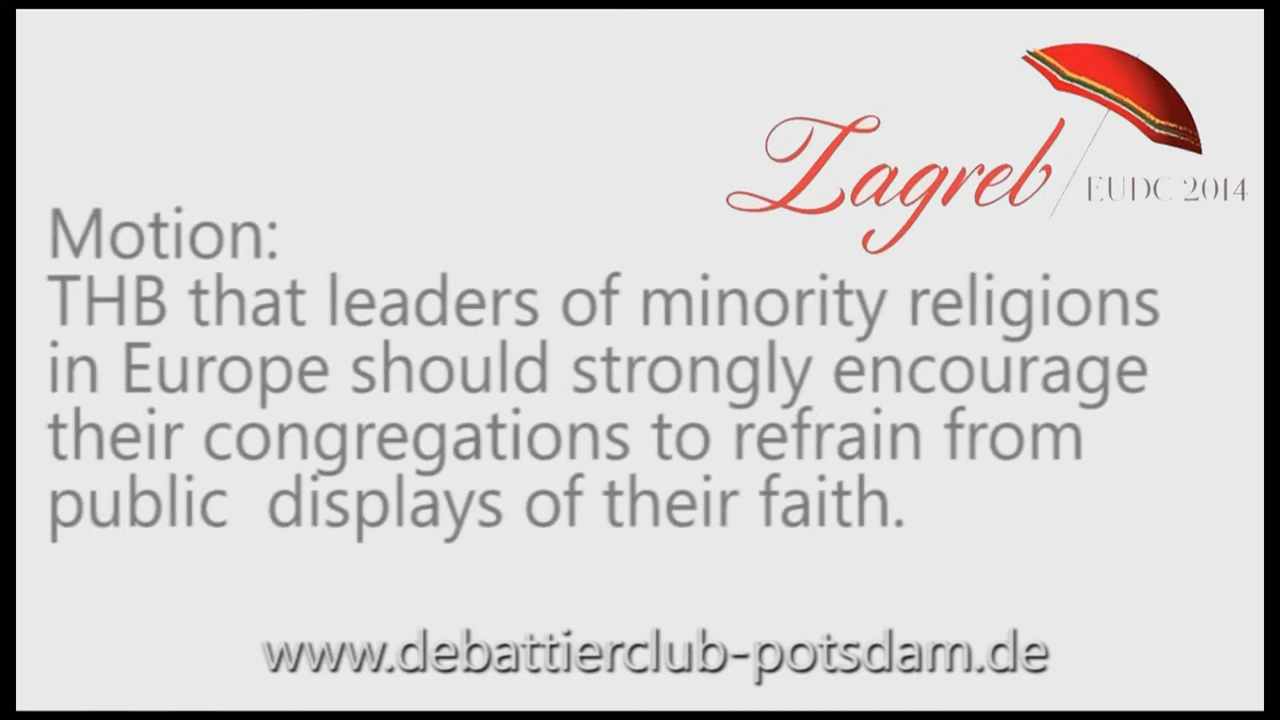 Zagreb
EUDC 2014
Motion:
THB that leaders of minority religions
in Europe should strongly encourage
their congregations to refrain from
public displays of their faith.
www.debattierclub-potsdam.de